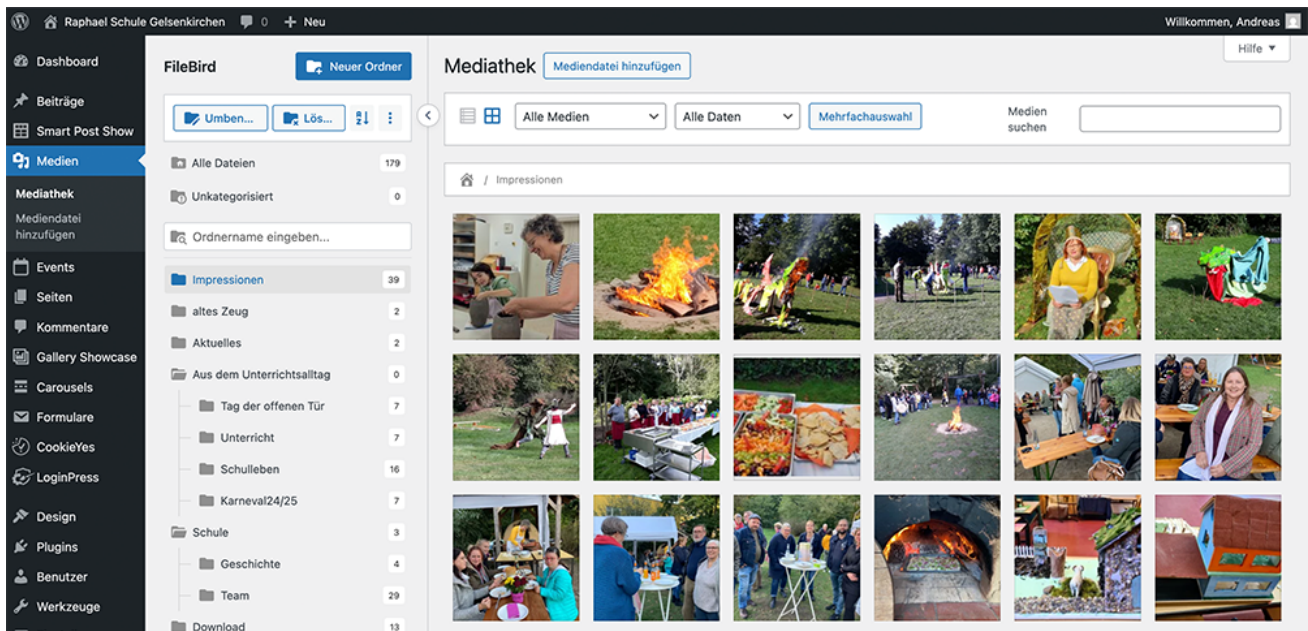 Raphael Schule Gelsenkirchen 0 Neu
Willkommen, Andreas
Dashboard
Beiträge
Smart Post Show
Medien
Mediathek
Mediendatei
hinzufügen
Events
Seiten
Kommentare
Gallery Showcase
Carousels
Formulare
CookieYes
LoginPress
Design
Plugins
Benutzer
Werkzeuge
FileBird
Neuer Ordner
Umben... Lös...
Alle Dateien 179
Unkategorisiert 0
Ordnername eingeben...
Impressionen 39
altes Zeug 2
Aktuelles 2
Aus dem Unterrichtsalltag 0
Tag der offenen Tür 7
Unterricht 7
Schulleben 16
Karneval24/25 7
Schule 3
Geschichte 4
Team 29
Download 13
Hilfe
Mediathek Mediendatei hinzufügen
Alle Medien Alle Daten Mehrfachauswahl
Medien
suchen
/ Impressionen